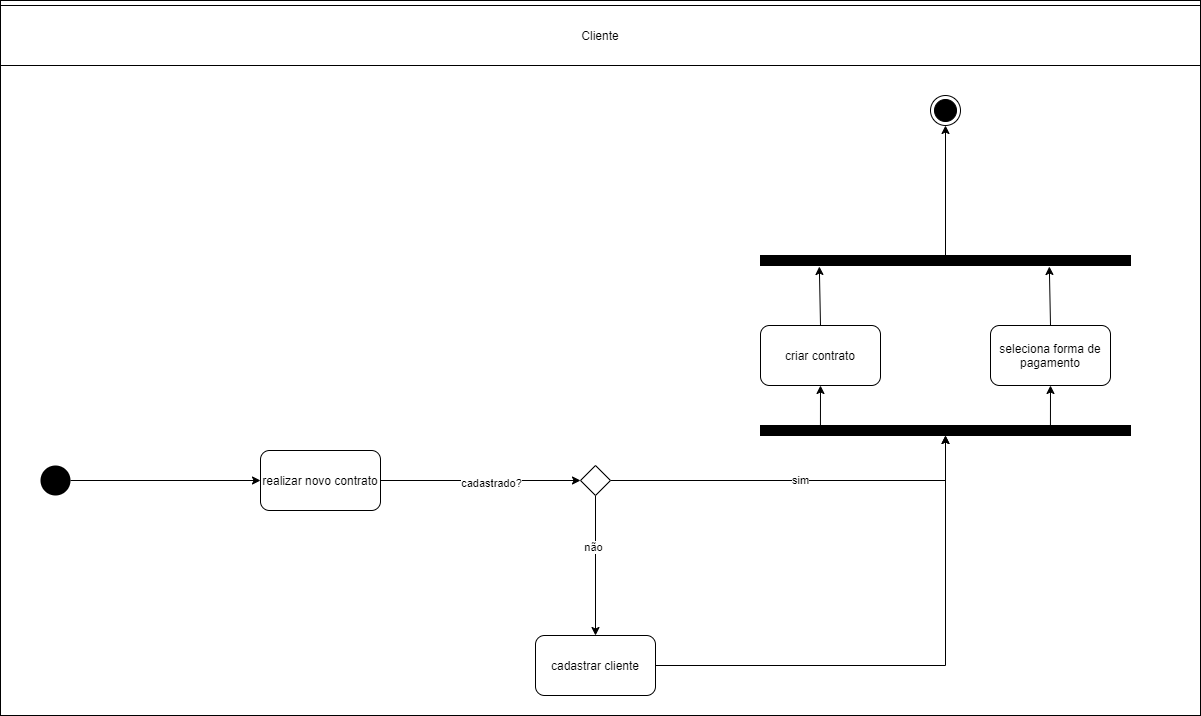 Cliente
criar contrato
seleciona forma de
pagamento
realizar novo contrato
cadastrado?
sim
não
cadastrar cliente